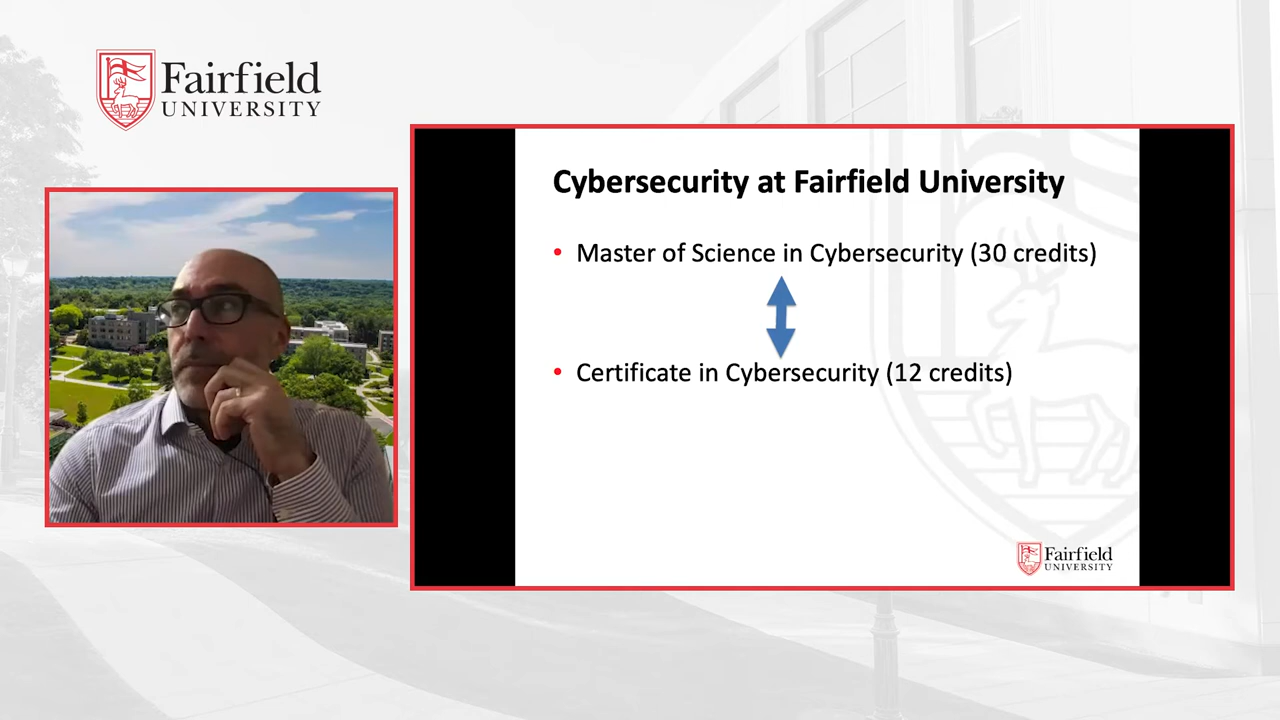 Fairfield
UNIVERSITY
Cybersecurity at Fairfield University
• Master of Science in Cybersecurity (30 credits)
• Certificate in Cybersecurity (12 credits)
Fairfield
UNIVERSITY